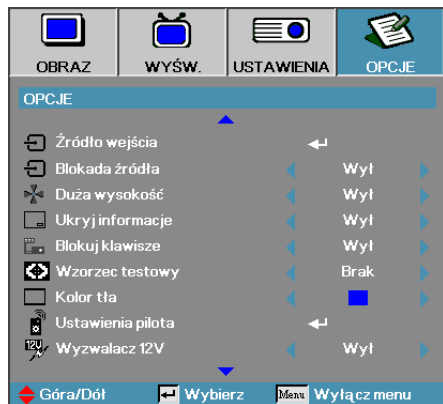 OBRAZ WYŚW. USTAWIENIA OPCJE
OPCJE
Źródło wejścia
Blokada źródła Wył
Duża wysokość Wył
Ukryj informacje Wył
Blokuj klawisze Wył
Wzorzec testowy Brak
Kolor tła
Ustawienia pilota
12V Wyzwalacz 12V Wył
Góra/Dół Wybierz Menu Wyłącz menu